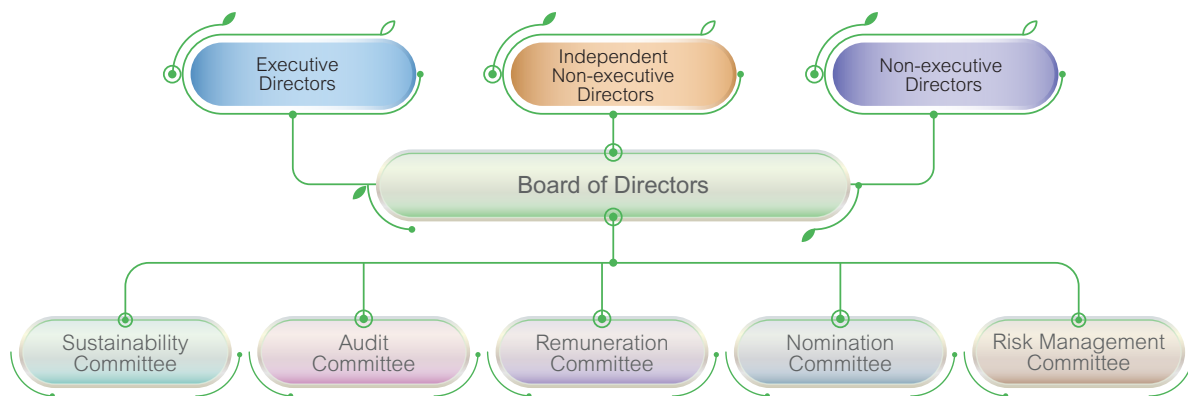 Executive
Directors
Independent
Non-executive
Directors
Non-executive
Directors
Board of Directors
Sustainability
Committee
Audit
Committee
Remuneration
Committee
Nomination
Committee
Risk Management
Committee